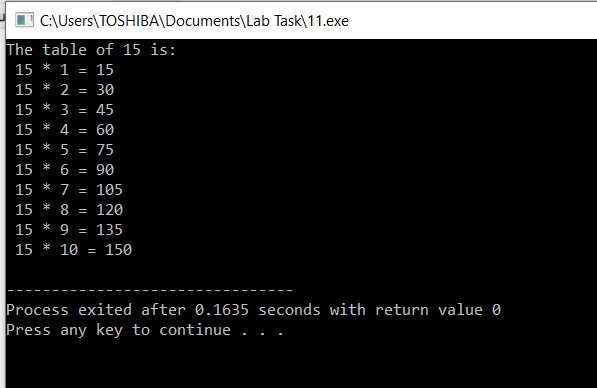 C:\Users\TOSHIBA\Documents\Lab Task\11.exe
The table of 15 is:
15 * 1 = 15
15 * 2 = 30
15 * 3 = 45
15 * 4 = 60
15 * 5 = 75
15 * 6 = 90
15 * 7 = 105
15 * 8 = 120
15 * 9 = 135
15 * 10 = 150
--------------------------------
Process exited after 0.1635 seconds with return value 0
Press any key to continue . . .